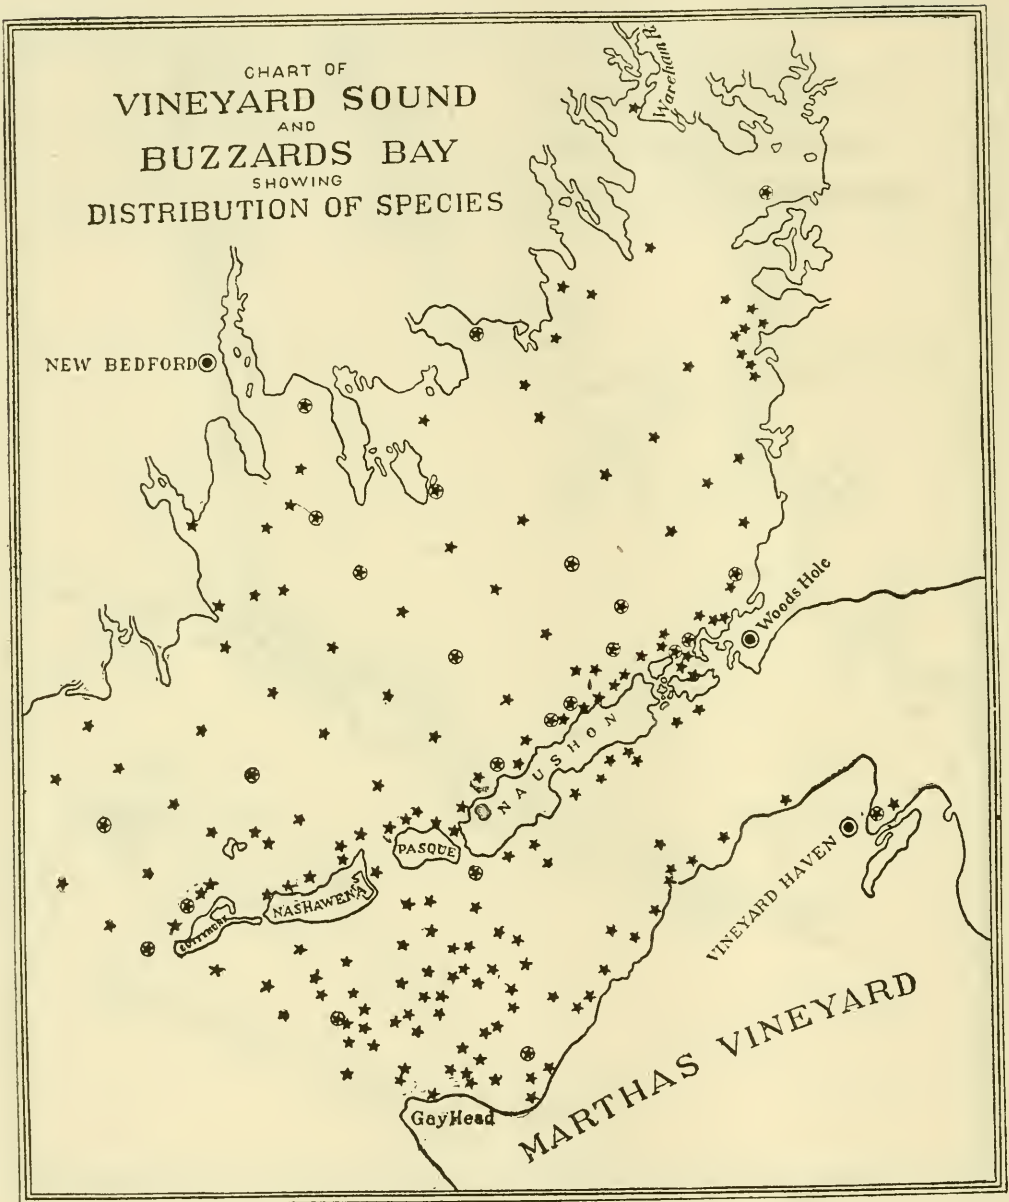 CHART OF
VINEYARD SOUND
AND
BUZZARDS BAY
SHOWING
DISTRIBUTION OF SPECIES
Wareham R.
NEW BEDFORD
Woods Hole
NAUSHON
PASQUE
NASHAWENA
CUTTYHUNK
VINEYARD HAVEN
MARTHAS VINEYARD
Gay Head